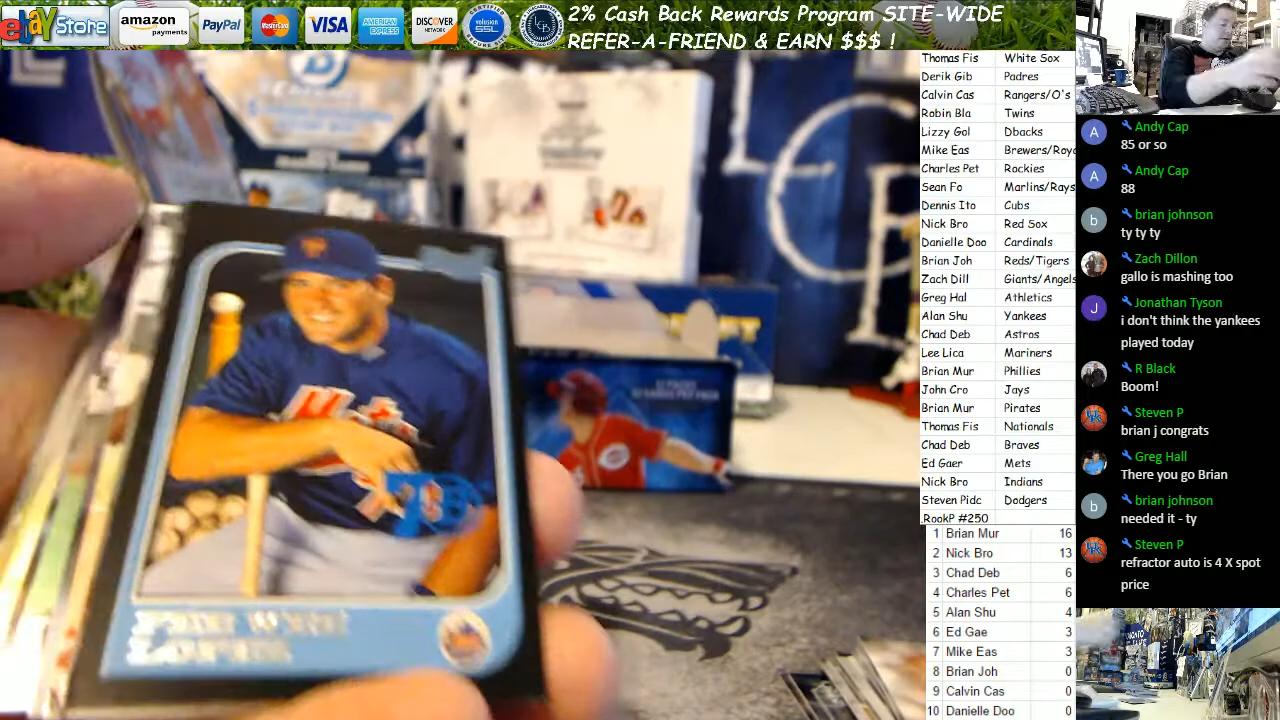 ebay Store
amazon
payments
PayPal
MasterCard
VISA
AMERICAN
EXPRESS
DISCOVER
NETWORK
volusion
SSL
2% Cash Back Rewards Program SITE-WIDE
REFER-A-FRIEND & EARN $$$ !
Thomas Fis White Sox
Derik Gib Padres
Calvin Cas Rangers/O's
Robin Bla Twins
Lizzy Gol Dbacks
Mike Eas Brewers/Roya
Charles Pet Rockies
Sean Fo Marlins/Rays
Dennis Ito Cubs
Nick Bro Red Sox
Danielle Doo Cardinals
Brian Joh Reds/Tigers
Zach Dill Giants/Angels
Greg Hal Athletics
Alan Shu Yankees
Chad Deb Astros
Lee Lica Mariners
Brian Mur Phillies
John Cro Jays
Brian Mur Pirates
Thomas Fis Nationals
Chad Deb Braves
Ed Gaer Mets
Nick Bro Indians
Steven Pidc Dodgers
.RookP #250
1 Brian Mur 16
2 Nick Bro 13
3 Chad Deb 6
4 Charles Pet 6
5 Alan Shu 4
6 Ed Gae 3
7 Mike Eas 3
8 Brian Joh 0
9 Calvin Cas 0
10 Danielle Doo 0
A Andy Cap
85 or so
A Andy Cap
88
b brian johnson
ty ty ty
Zach Dillon
gallo is mashing too
J Jonathan Tyson
i don't think the yankees
played today
R Black
Boom!
Steven P
brian j congrats
Greg Hall
There you go Brian
b brian johnson
needed it - ty
Steven P
refractor auto is 4 X spot
price